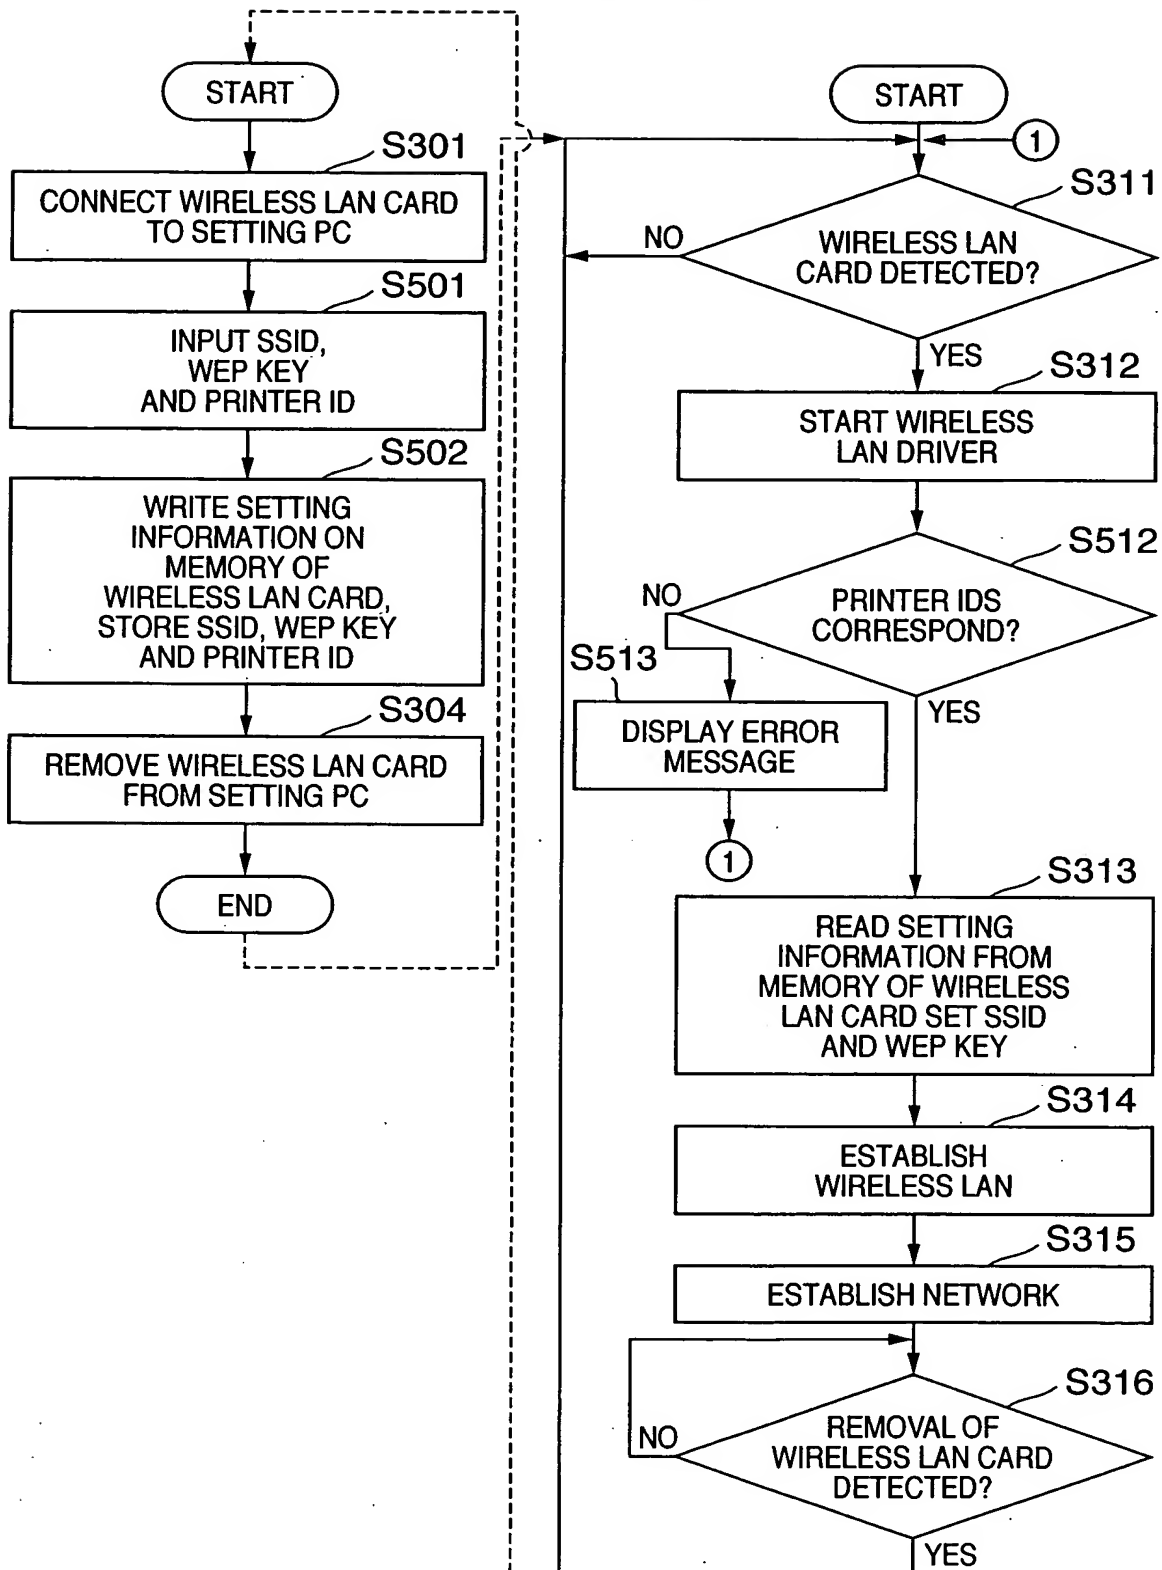 START
S301
CONNECT WIRELESS LAN CARD
TO SETTING PC
S501
INPUT SSID,
WEP KEY
AND PRINTER ID
S502
WRITE SETTING
INFORMATION ON
MEMORY OF
WIRELESS LAN CARD,
STORE SSID, WEP KEY
AND PRINTER ID
S304
REMOVE WIRELESS LAN CARD
FROM SETTING PC
END
START
1
S311
NO
WIRELESS LAN
CARD DETECTED?
YES
S312
START WIRELESS
LAN DRIVER
S512
NO
PRINTER IDS
CORRESPOND?
S513
YES
DISPLAY ERROR
MESSAGE
1
S313
READ SETTING
INFORMATION FROM
MEMORY OF WIRELESS
LAN CARD SET SSID
AND WEP KEY
S314
ESTABLISH
WIRELESS LAN
S315
ESTABLISH NETWORK
S316
NO
REMOVAL OF
WIRELESS LAN CARD
DETECTED?
YES